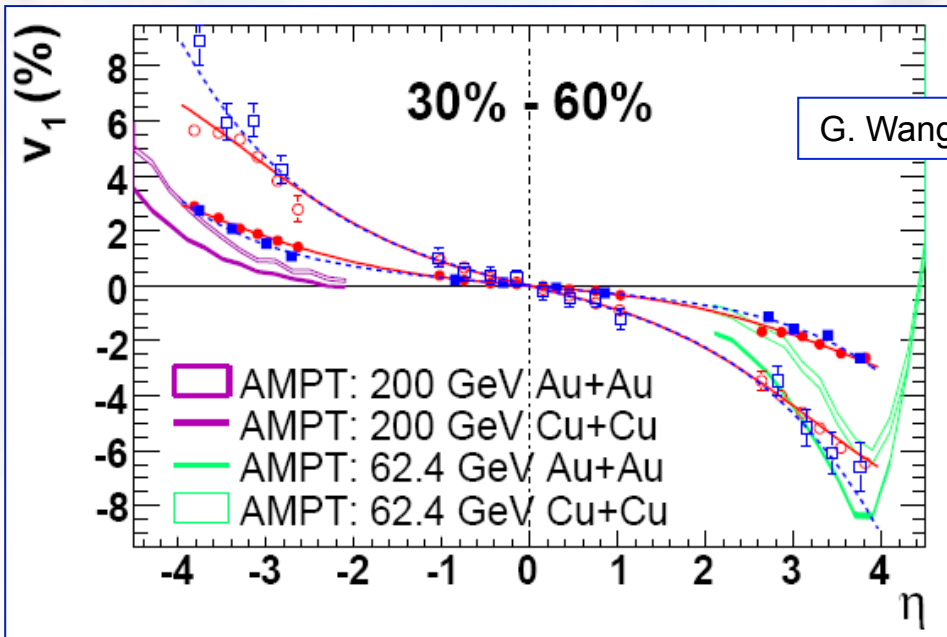 v1 (%)
8
6
4
2
0
-2
-4
-6
-8
30% - 60%
G. Wang
AMPT: 200 GeV Au+Au
AMPT: 200 GeV Cu+Cu
AMPT: 62.4 GeV Au+Au
AMPT: 62.4 GeV Cu+Cu
-4 -3 -2 -1 0 1 2 3 4
η